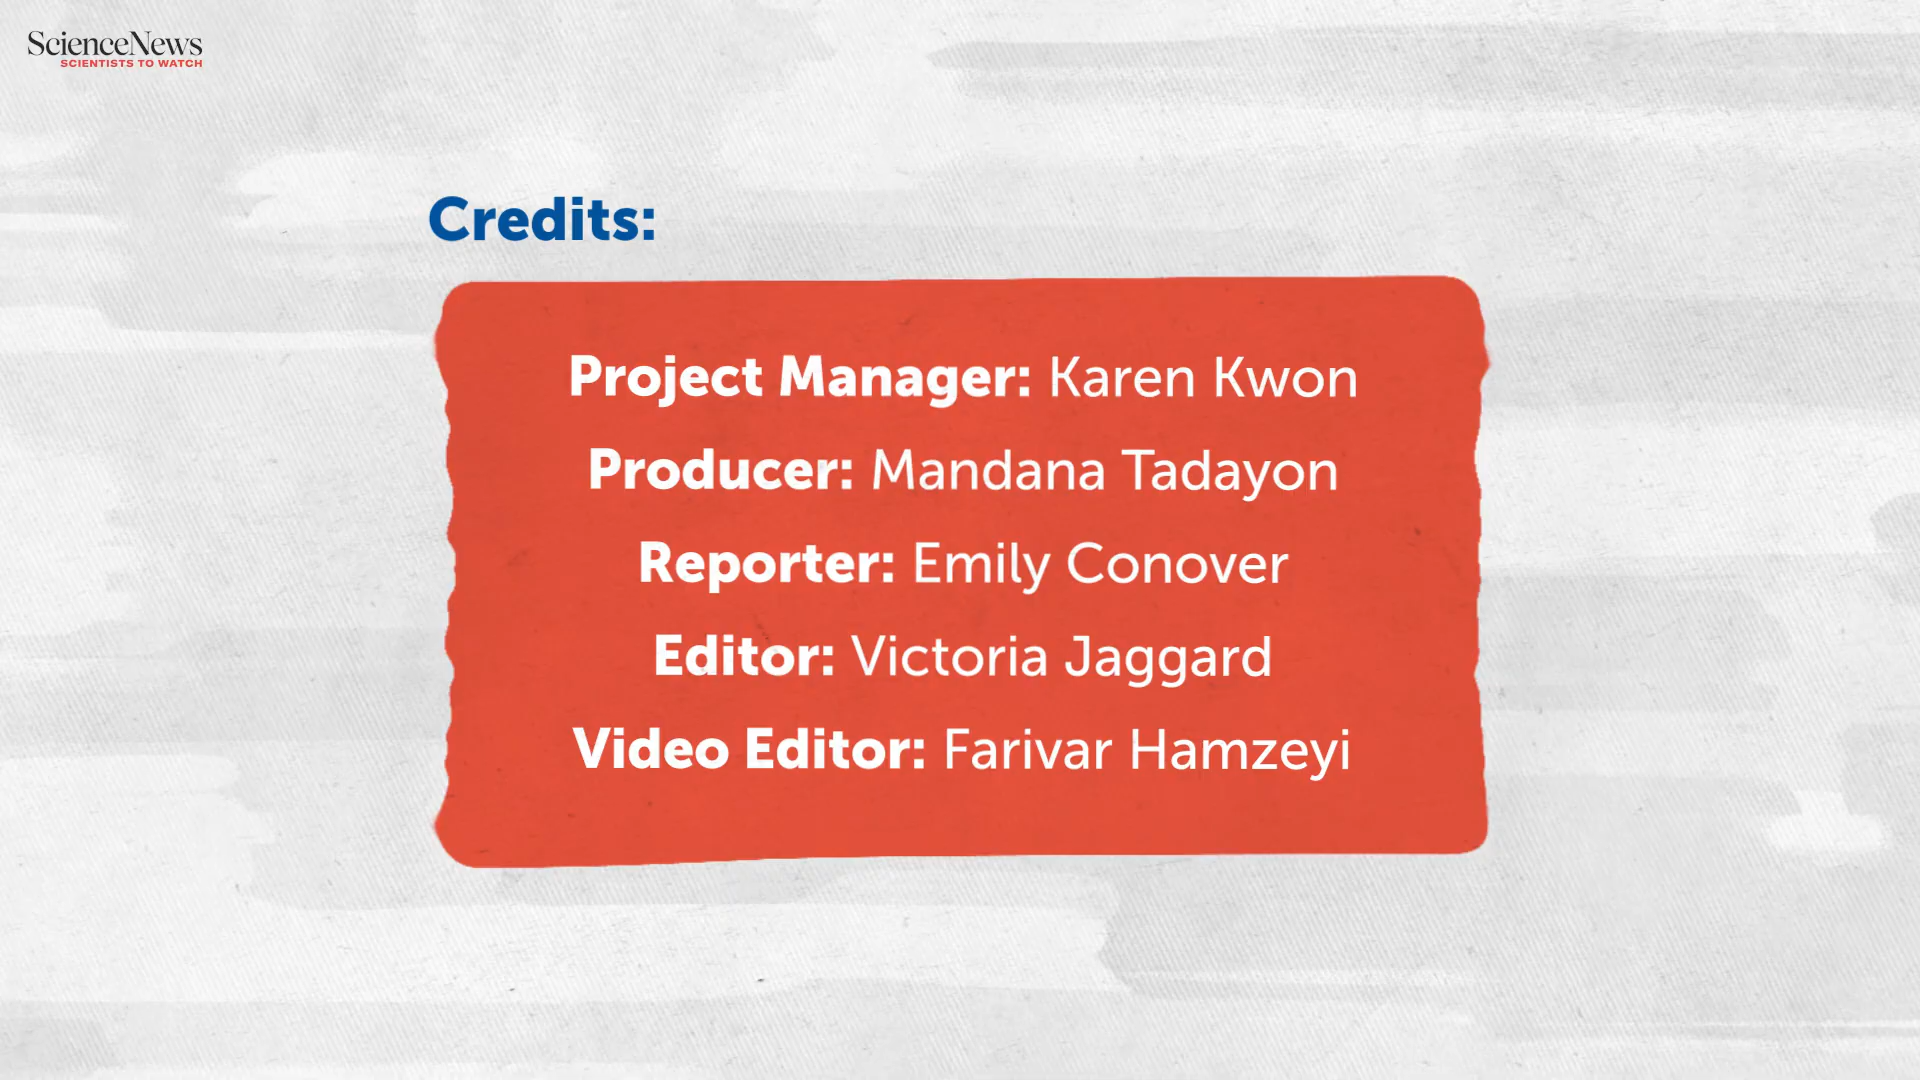 ScienceNews
SCIENTISTS TO WATCH
Credits:
Project Manager: Karen Kwon
Producer: Mandana Tadayon
Reporter: Emily Conover
Editor: Victoria Jaggard
Video Editor: Farivar Hamzeyi